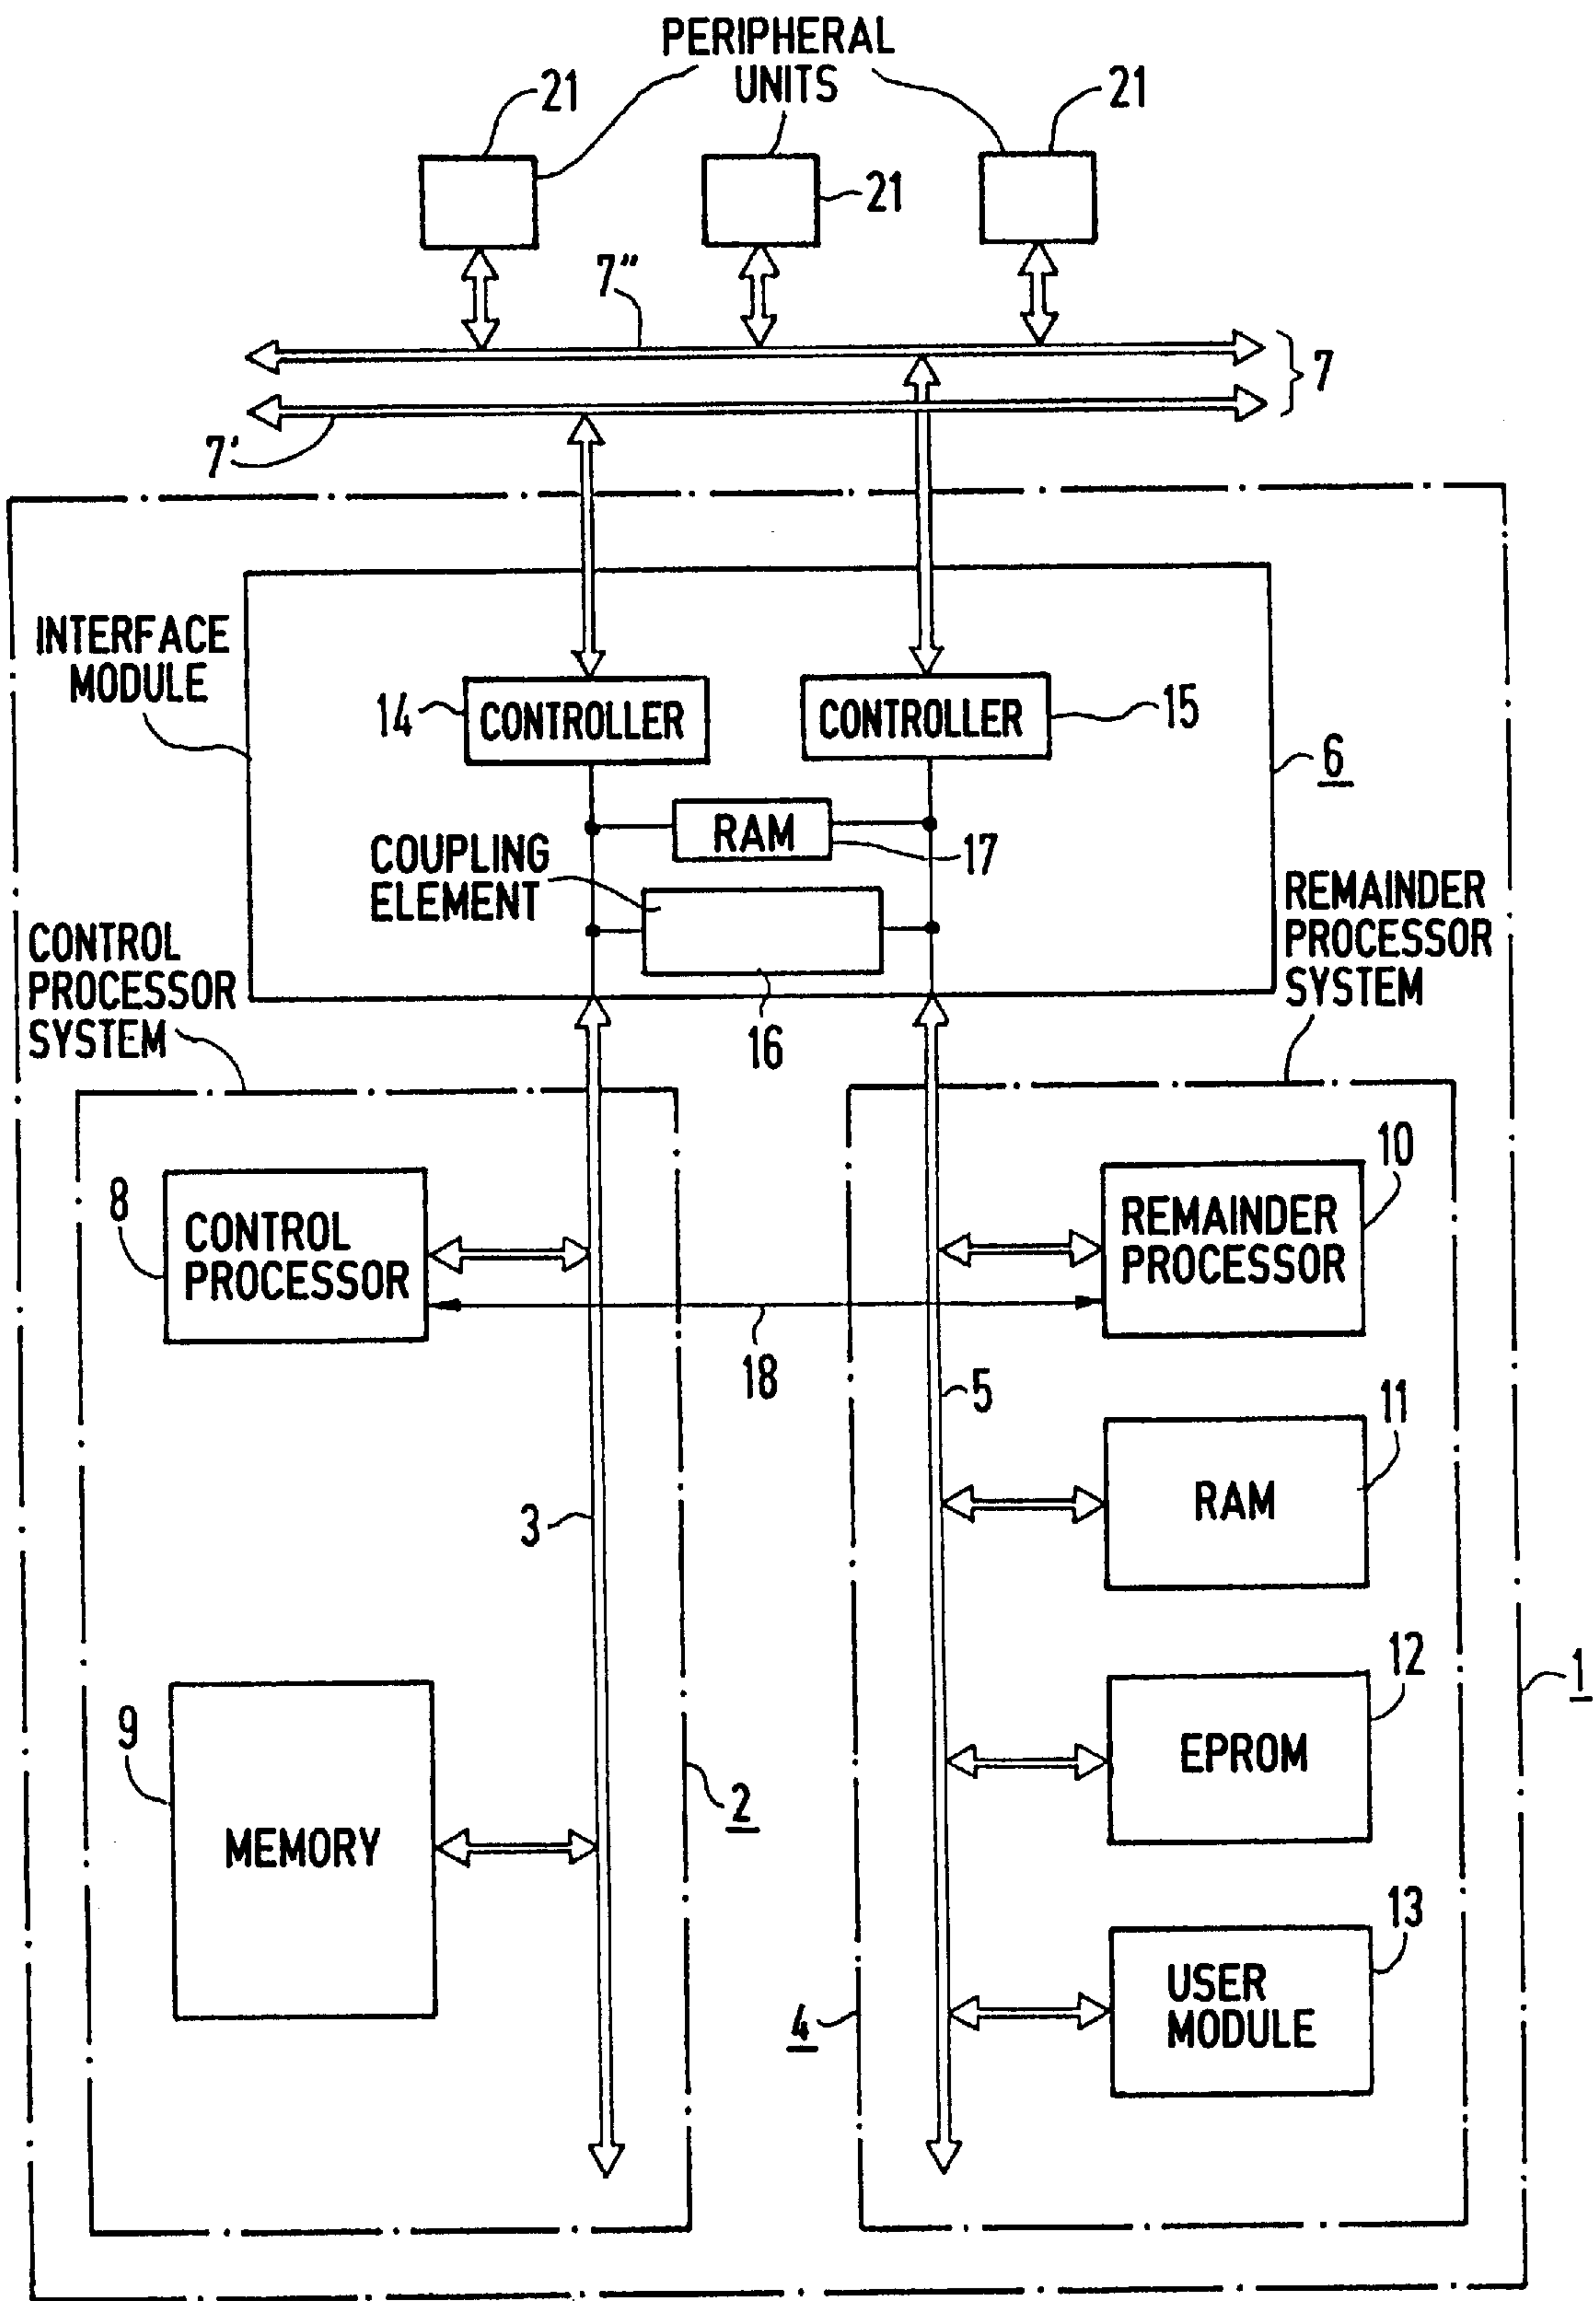 PERIPHERAL
UNITS
21
21
21
7"
7
7'
INTERFACE
MODULE
14
CONTROLLER
CONTROLLER
15
6
RAM
17
COUPLING
ELEMENT
16
CONTROL
PROCESSOR
SYSTEM
REMAINDER
PROCESSOR
SYSTEM
8
CONTROL
PROCESSOR
10
REMAINDER
PROCESSOR
18
5
11
RAM
3
12
EPROM
1
9
MEMORY
2
13
USER
MODULE
4